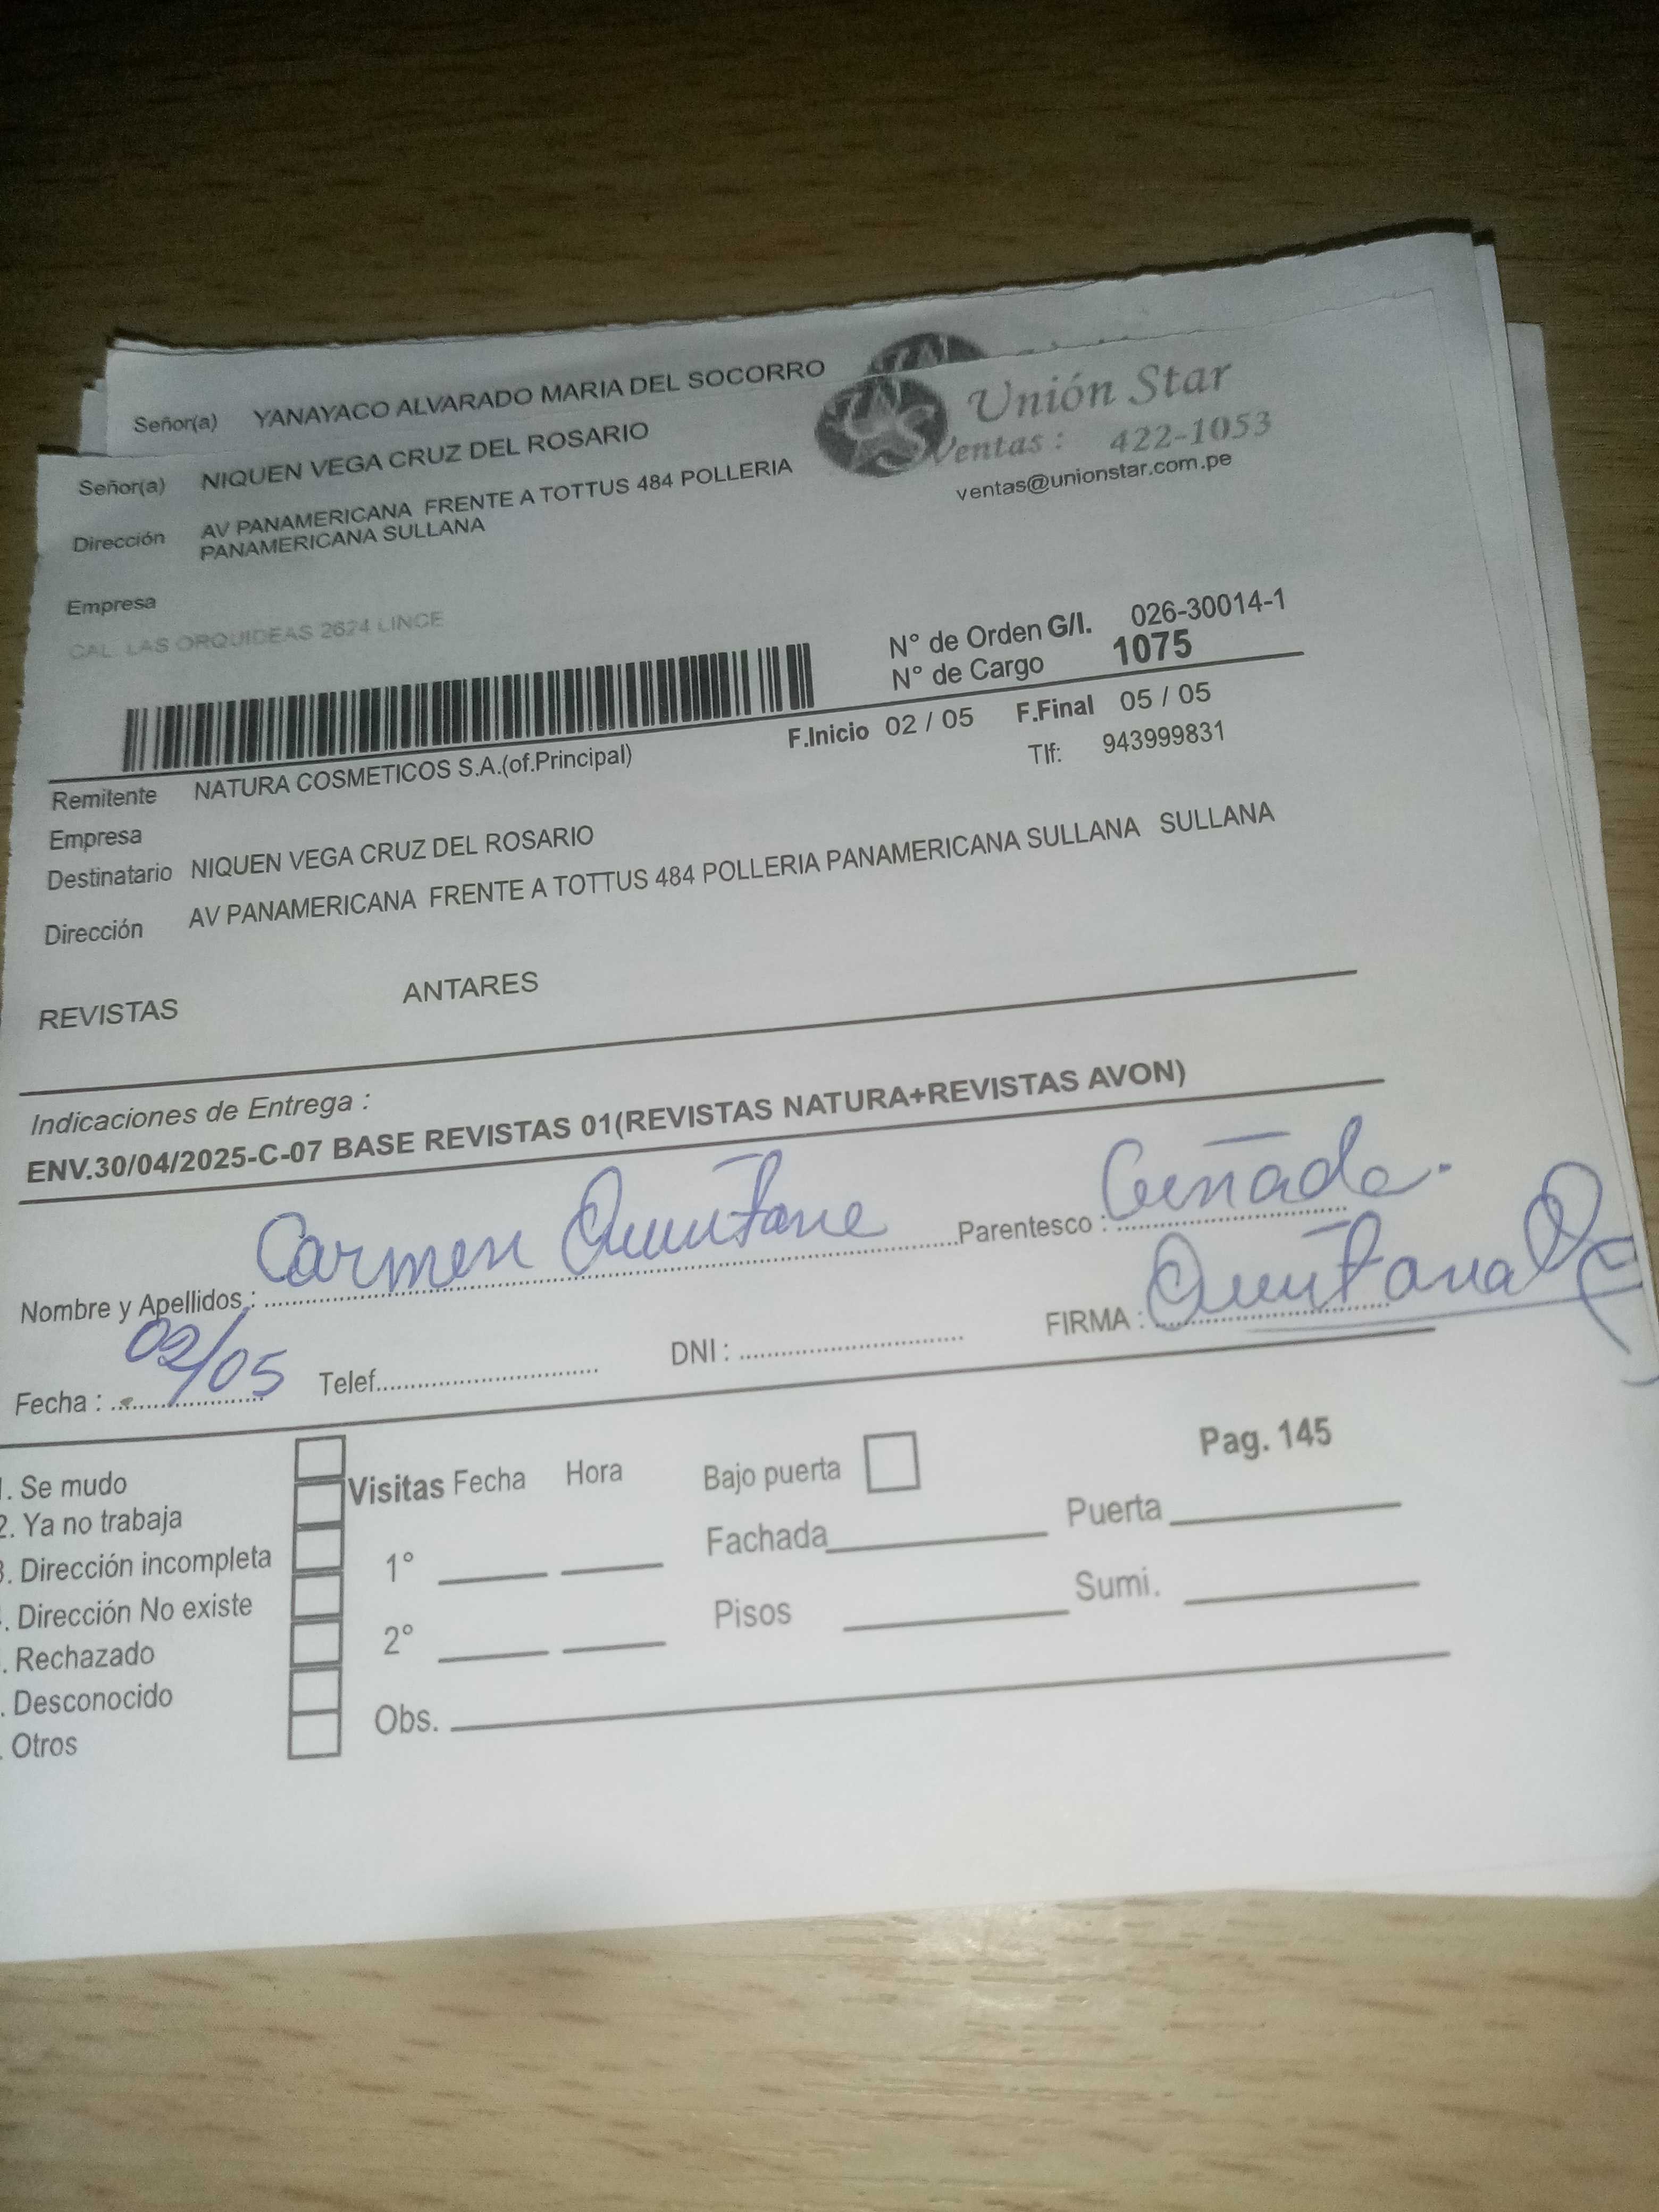 Señor(a) YANAYACO ALVARADO MARIA DEL SOCORRO
Unión Star
Ventas : 422-1053
ventas@unionstar.com.pe
Señor(a) NIQUEN VEGA CRUZ DEL ROSARIO
Dirección AV PANAMERICANA FRENTE A TOTTUS 484 POLLERIA
PANAMERICANA SULLANA
Empresa
CAL. LAS ORQUIDEAS 2624 LINCE
N° de Orden G/I. 026-30014-1
N° de Cargo 1075
F.Inicio 02 / 05 F.Final 05 / 05
Tlf: 943999831
Remitente NATURA COSMETICOS S.A.(of.Principal)
Empresa
Destinatario NIQUEN VEGA CRUZ DEL ROSARIO
Dirección AV PANAMERICANA FRENTE A TOTTUS 484 POLLERIA PANAMERICANA SULLANA SULLANA
REVISTAS ANTARES
Indicaciones de Entrega :
ENV.30/04/2025-C-07 BASE REVISTAS 01(REVISTAS NATURA+REVISTAS AVON)
Nombre y Apellidos : Carmen Quintana Parentesco : Cuñada.
Fecha : 02/05 Telef. DNI : FIRMA : Quintana
1. Se mudo
2. Ya no trabaja
3. Dirección incompleta
. Dirección No existe
. Rechazado
. Desconocido
. Otros
Visitas Fecha Hora
1°
2°
Obs.
Bajo puerta
Fachada
Pisos
Pag. 145
Puerta
Sumi.